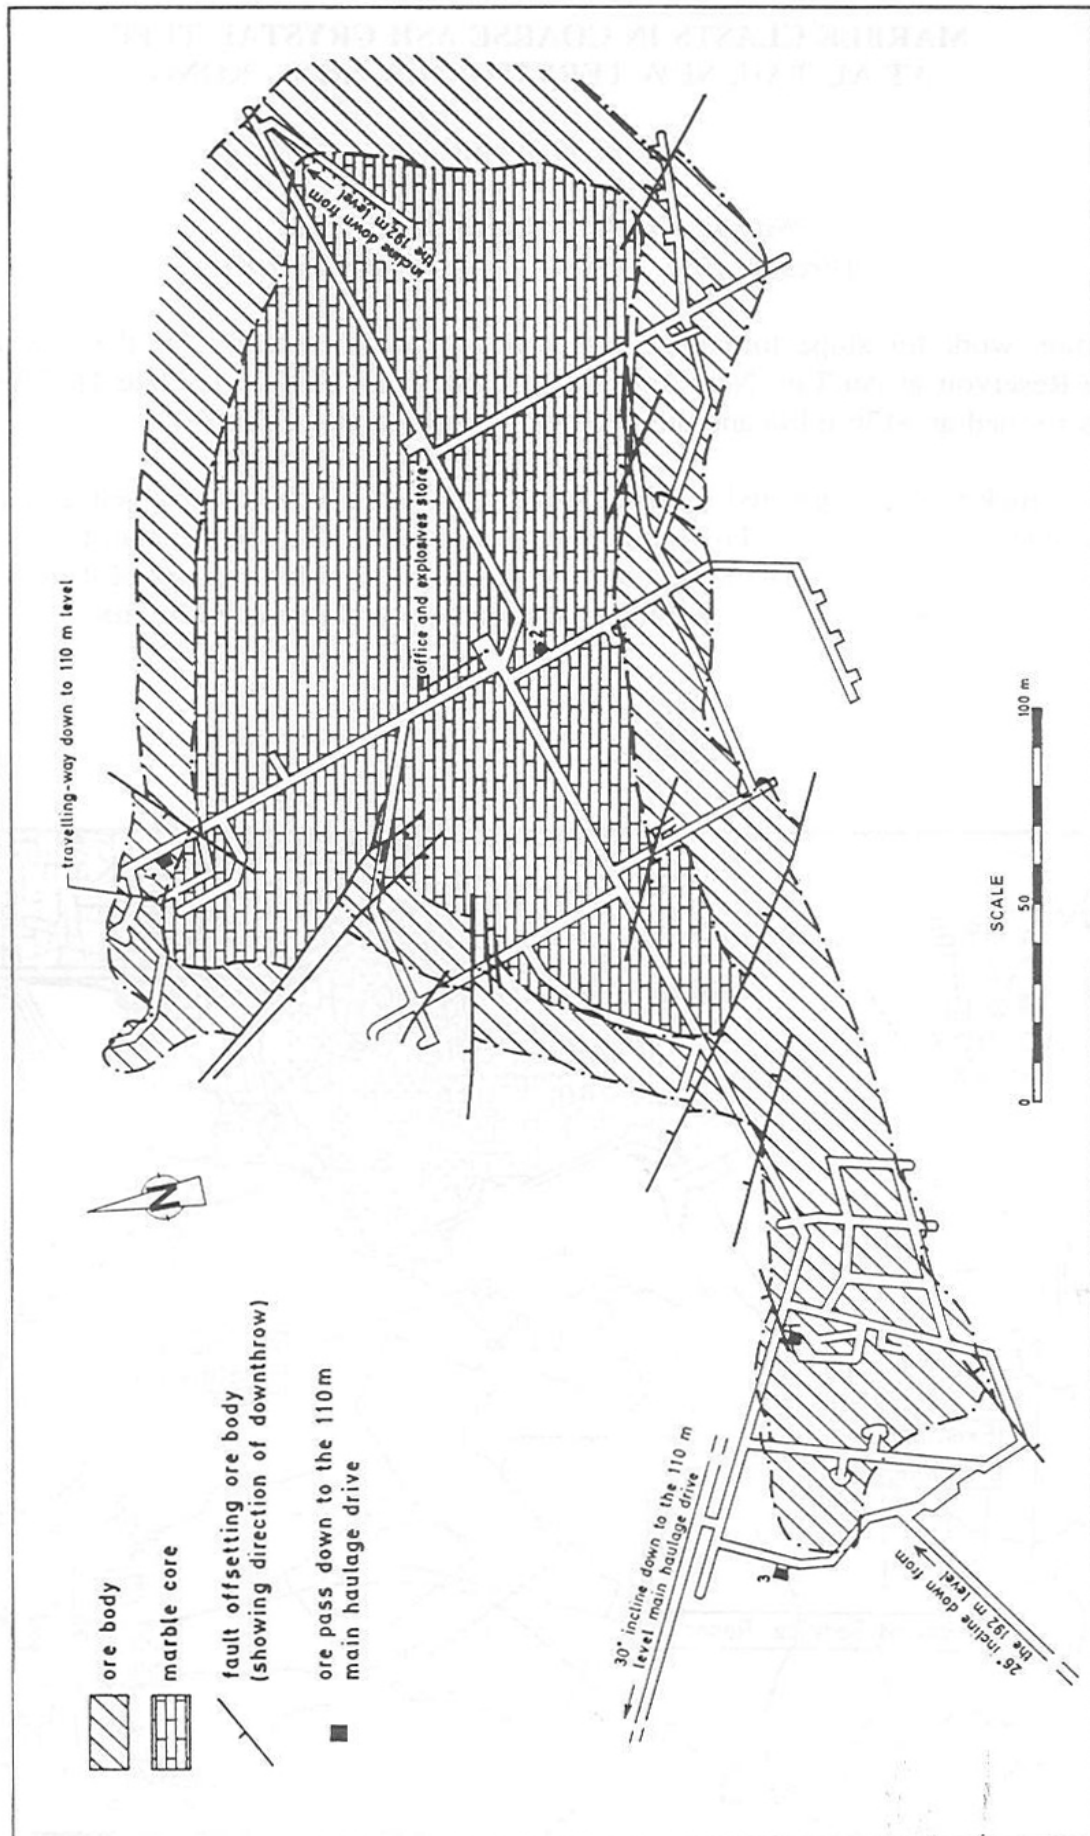 travelling-way down to 110 m level
incline down from
the 192 m level
office and explosives store
2
N
ore body
marble core
fault offsetting ore body
(showing direction of downthrow)
ore pass down to the 110m
main haulage drive
30° incline down to the 110 m
level main haulage drive
3
26° incline down from
the 192 m level
SCALE
0
50
100 m